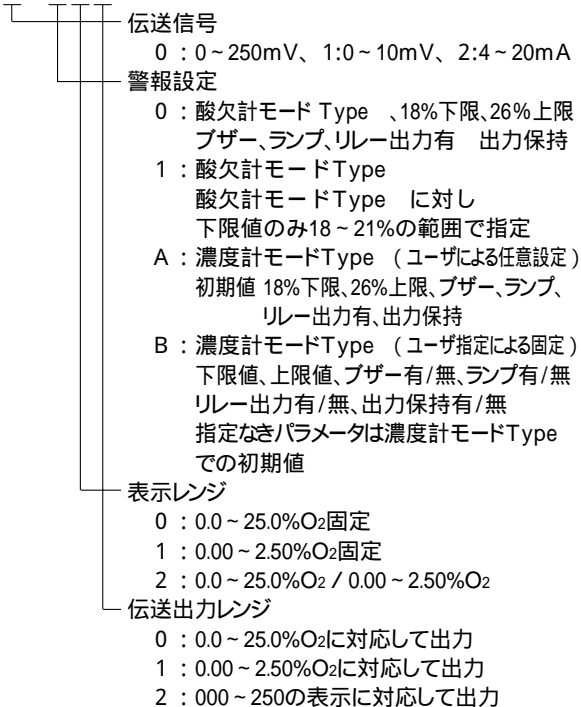 伝送信号
0 : 0~250mV、1:0~10mV、2:4~20mA
警報設定
0 : 酸欠計モード Type 、18%下限、26%上限
ブザー、ランプ、リレー出力有 出力保持
1 : 酸欠計モードType
酸欠計モードType に対し
下限値のみ18~21%の範囲で指定
A : 濃度計モードType (ユーザによる任意設定)
初期値 18%下限、26%上限、ブザー、ランプ、
リレー出力有、出力保持
B : 濃度計モードType (ユーザ指定による固定)
下限値、上限値、ブザー有/無、ランプ有/無
リレー出力有/無、出力保持有/無
指定なきパラメータは濃度計モードType
での初期値
表示レンジ
0 : 0.0~25.0%O2固定
1 : 0.00~2.50%O2固定
2 : 0.0~25.0%O2 / 0.00~2.50%O2
伝送出力レンジ
0 : 0.0~25.0%O2に対応して出力
1 : 0.00~2.50%O2に対応して出力
2 : 000~250の表示に対応して出力